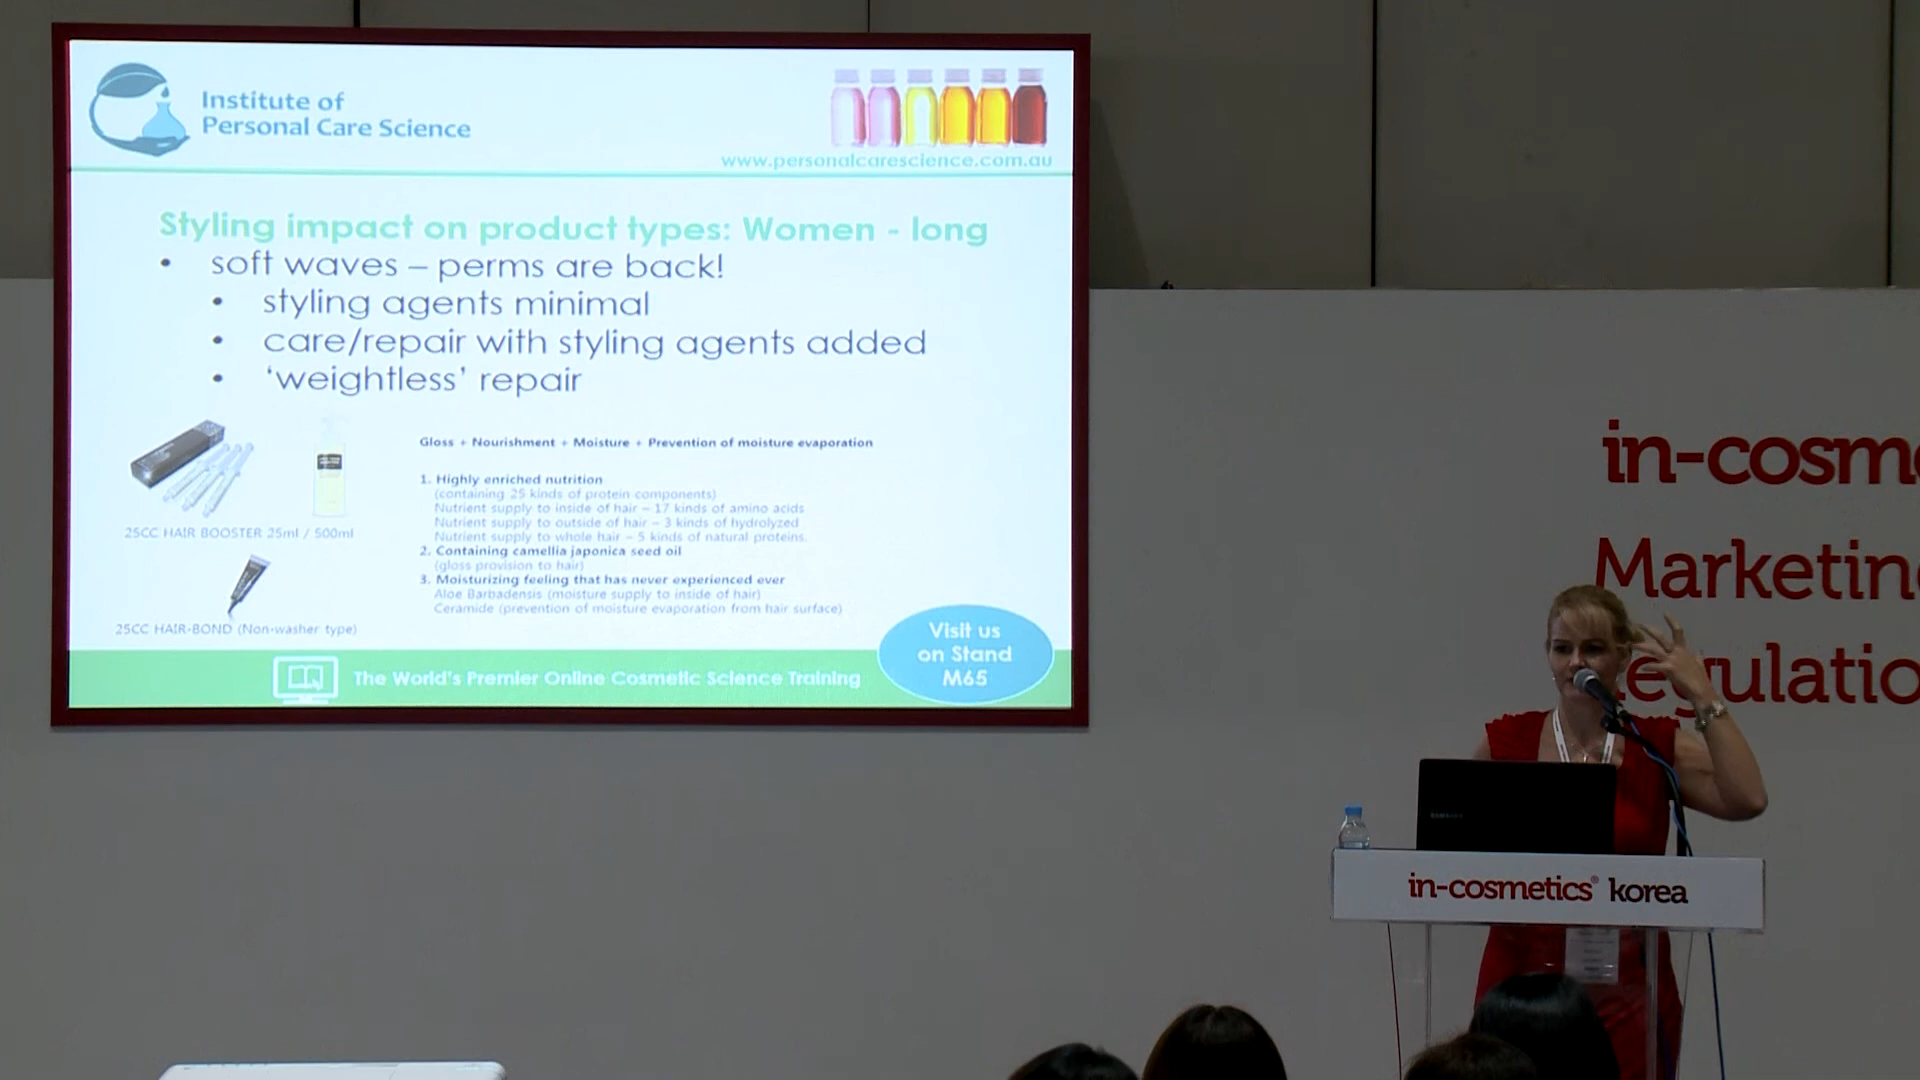 Institute of
Personal Care Science
www.personalcarescience.com.au
Styling impact on product types: Women - long
• soft waves – perms are back!
• styling agents minimal
• care/repair with styling agents added
• ‘weightless’ repair
Gloss + Nourishment + Moisture + Prevention of moisture evaporation
1. Highly enriched nutrition
(containing 25 kinds of protein components)
Nutrient supply to inside of hair – 17 kinds of amino acids
Nutrient supply to outside of hair – 3 kinds of hydrolyzed
Nutrient supply to whole hair – 5 kinds of natural proteins.
2. Containing camellia japonica seed oil
(gloss provision to hair)
3. Moisturizing feeling that has never experienced ever
Aloe Barbadensis (moisture supply to inside of hair)
Ceramide (prevention of moisture evaporation from hair surface)
25CC HAIR BOOSTER 25ml / 500ml
25CC HAIR-BOND (Non-washer type)
Visit us
on Stand
M65
The World's Premier Online Cosmetic Science Training
in-cosme
Marketing
egulatio
SAMSUNG
in-cosmetics® korea